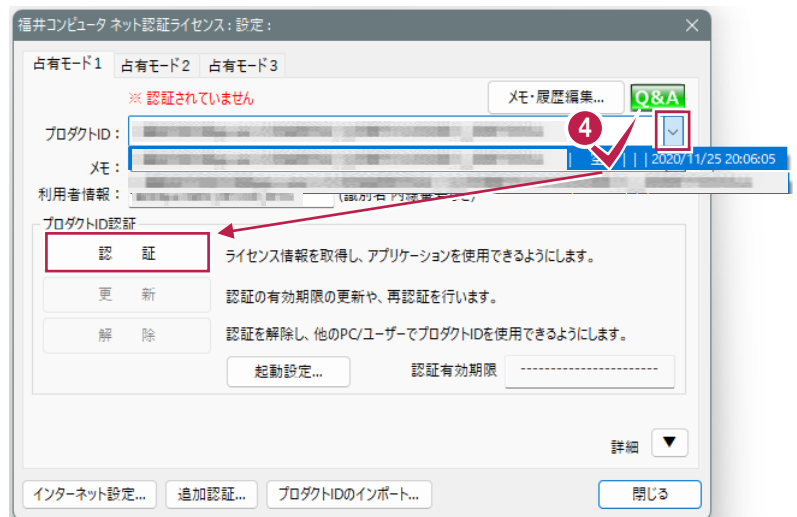 福井コンピュータ ネット認証ライセンス : 設定 :
占有モード1 占有モード2 占有モード3
※ 認証されていません
メモ・履歴編集...
Q&A
プロダクトID :
4
メモ :
2020/11/25 20:06:05
利用者情報 :
プロダクトID認証
認 証 ライセンス情報を取得し、アプリケーションを使用できるようにします。
更 新 認証の有効期限の更新や、再認証を行います。
解 除 認証を解除し、他のPC/ユーザーでプロダクトIDを使用できるようにします。
起動設定... 認証有効期限 -----------------------
詳細 ▼
インターネット設定... 追加認証... プロダクトIDのインポート... 閉じる